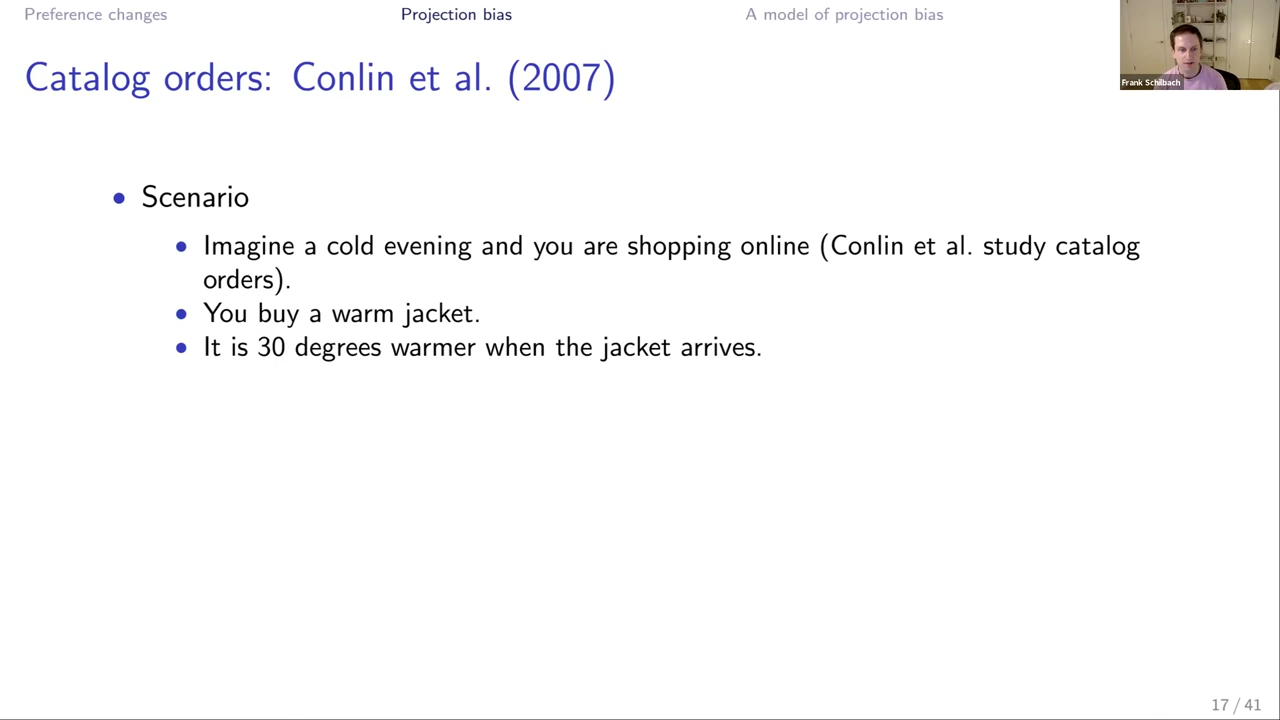 Preference changes
Projection bias
A model of projection bias
Frank Schilbach
Catalog orders: Conlin et al. (2007)
• Scenario
• Imagine a cold evening and you are shopping online (Conlin et al. study catalog
orders).
• You buy a warm jacket.
• It is 30 degrees warmer when the jacket arrives.
17 / 41